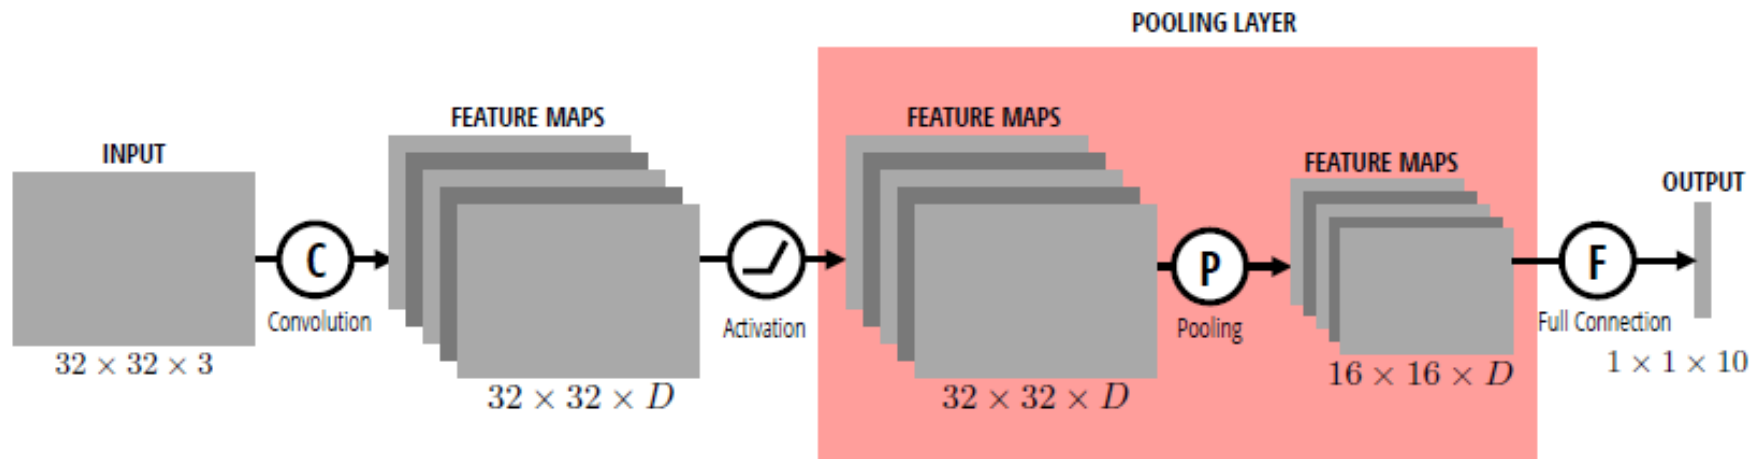 POOLING LAYER
INPUT
32 × 32 × 3
C
Convolution
FEATURE MAPS
32 × 32 × D
Activation
FEATURE MAPS
32 × 32 × D
P
Pooling
FEATURE MAPS
16 × 16 × D
F
Full Connection
OUTPUT
1 × 1 × 10